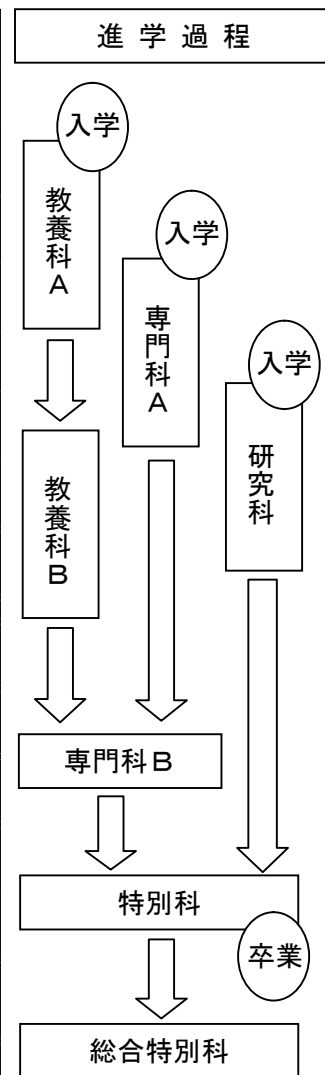 進学過程
入学
教養科A
入学
専門科A
入学
研究科
教養科B
専門科B
特別科
卒業
総合特別科